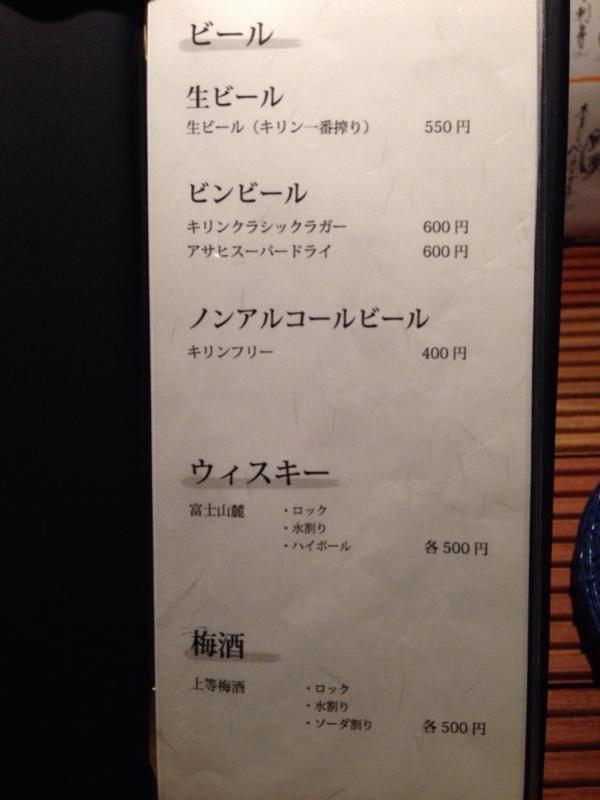 ビール
生ビール
生ビール（キリン一番搾り） 550円
ビンビール
キリンクラシックラガー 600円
アサヒスーパードライ 600円
ノンアルコールビール
キリンフリー 400円
ウィスキー
富士山麓 ・ロック
・水割り
・ハイボール 各500円
梅酒
上等梅酒 ・ロック
・水割り
・ソーダ割り 各500円